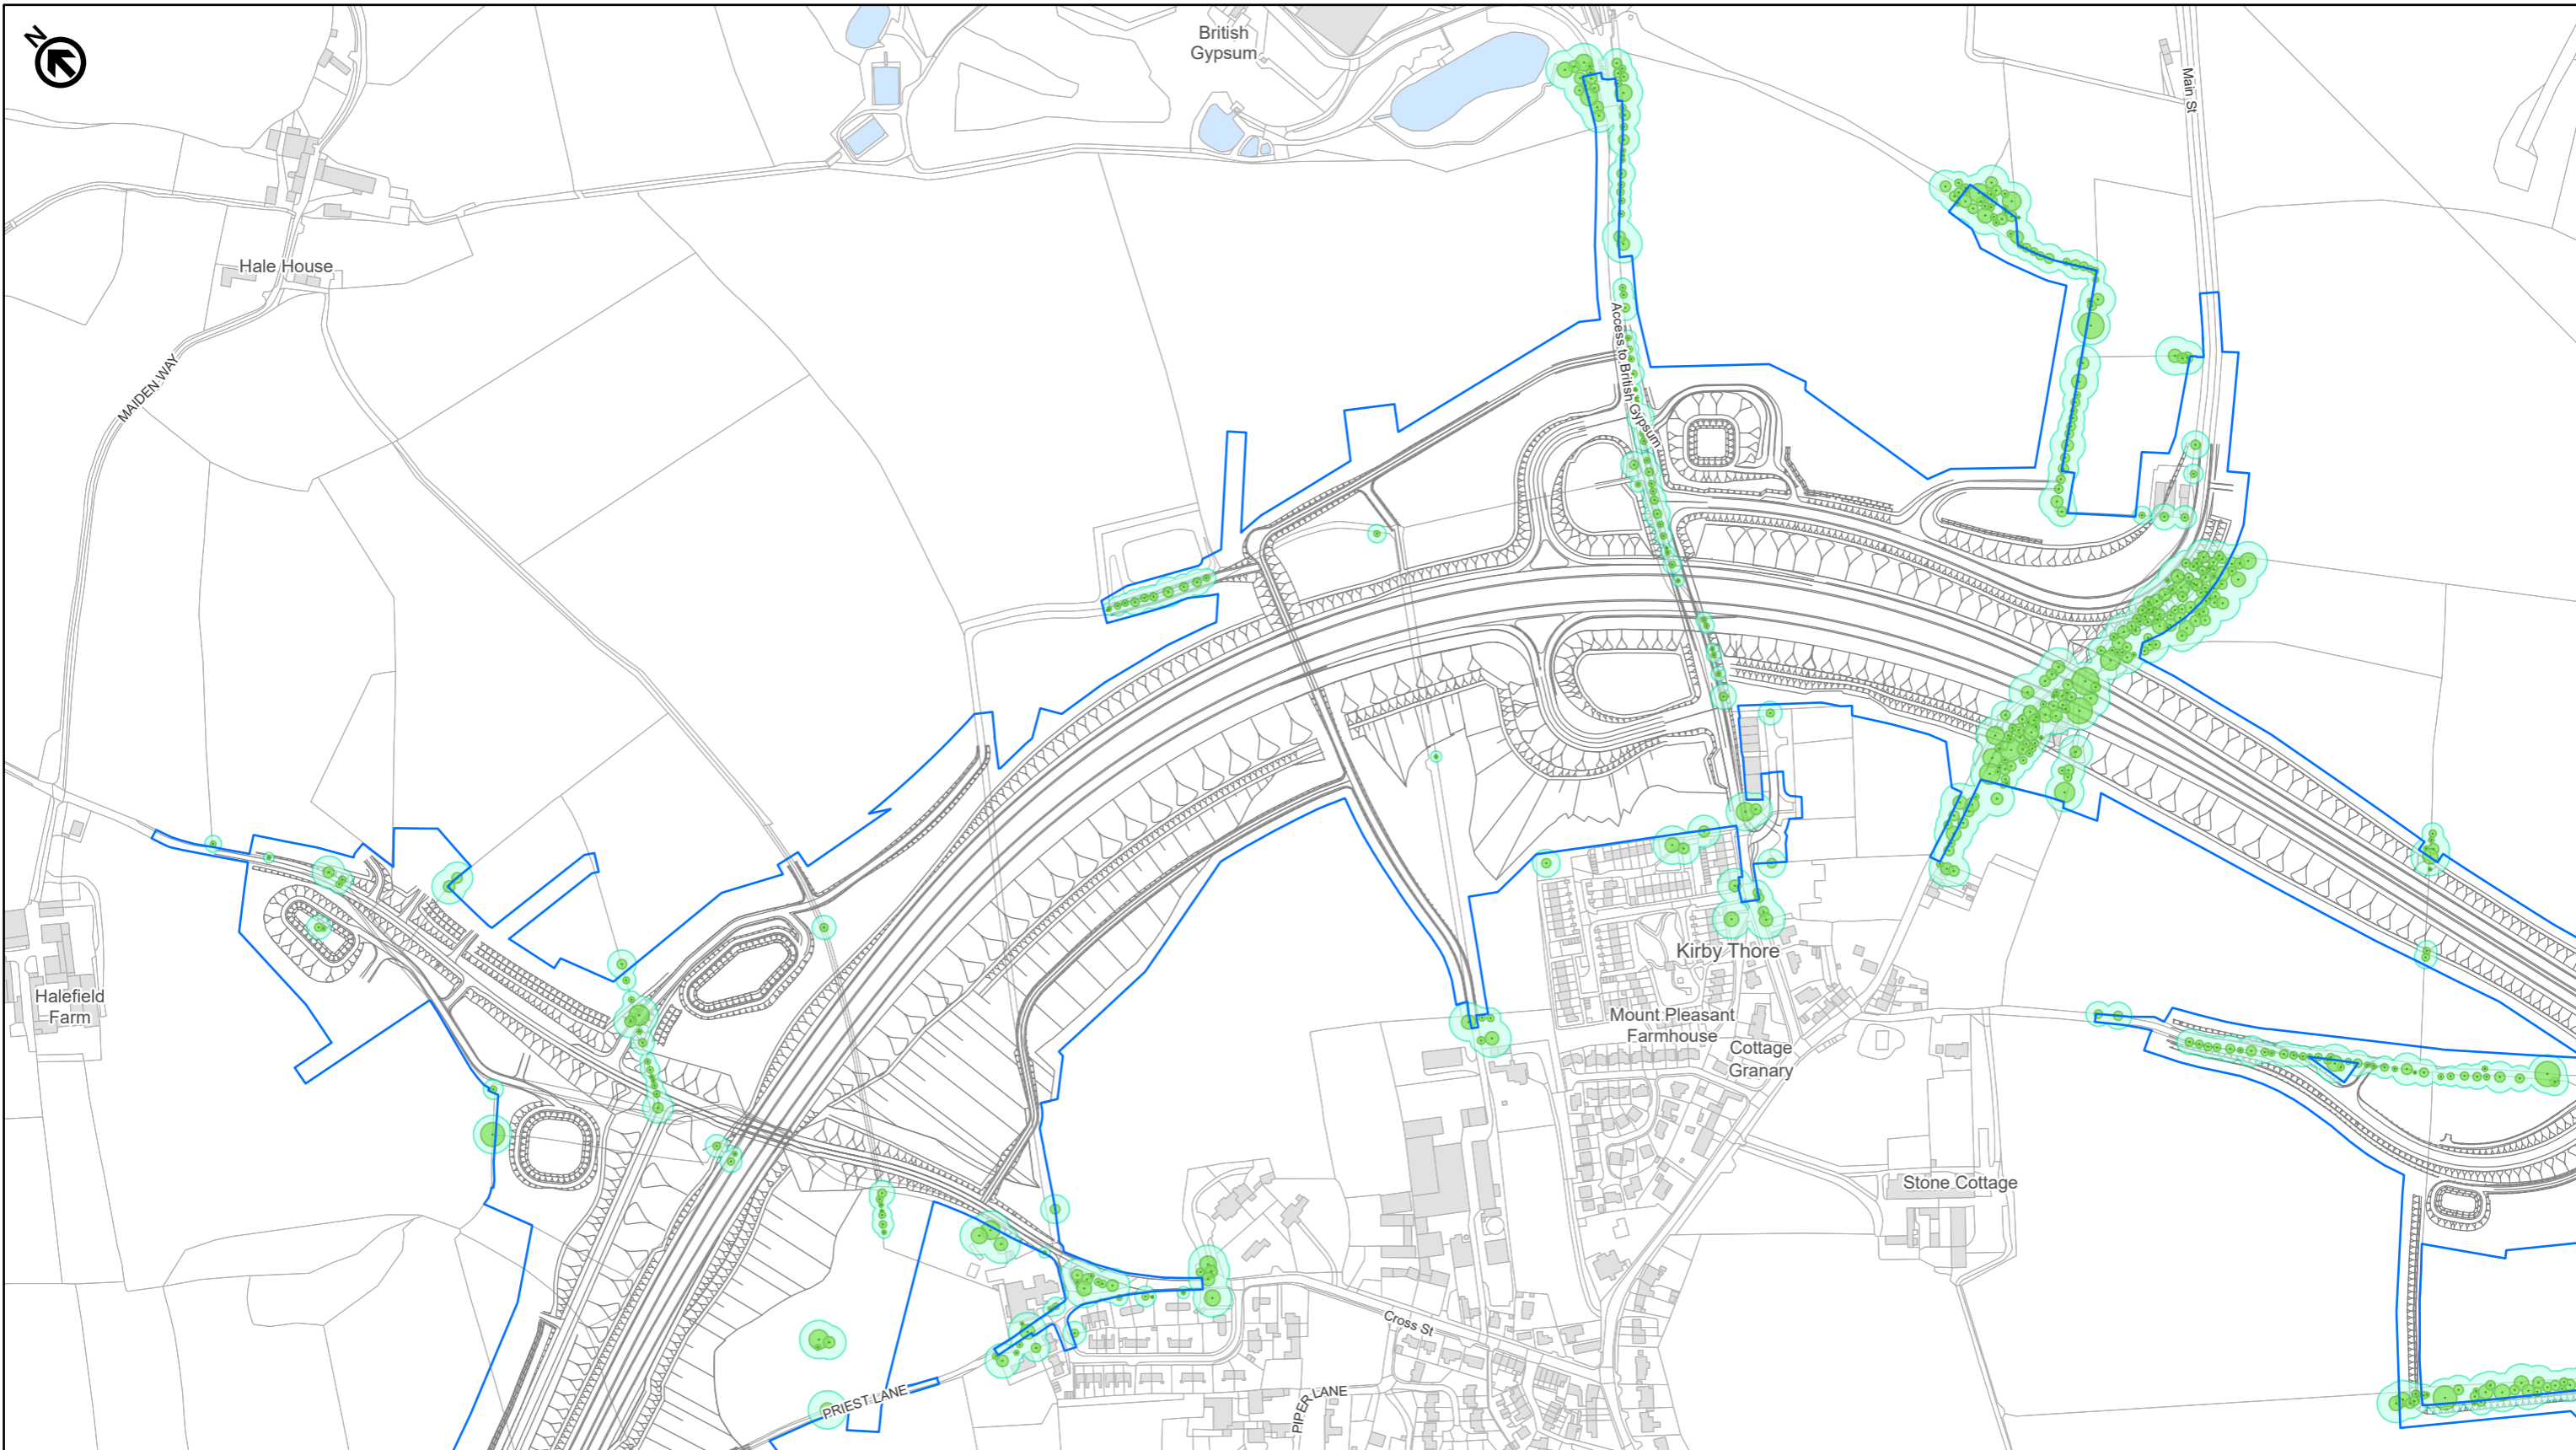 N
British
Gypsum
Main St
Hale House
MAIDEN WAY
Access to British Gypsum
Kirby Thore
Halefield
Farm
Mount Pleasant
Farmhouse
Cottage
Granary
Stone Cottage
Cross St
PRIEST LANE
PIPER LANE